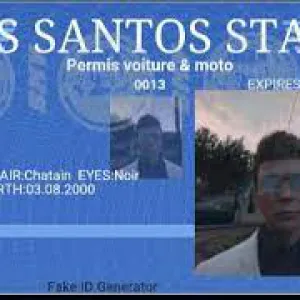 S SANTOS STA
Permis voiture & moto
0013 EXPIRES
AIR:Chatain EYES:Noir
RTH:03.08.2000
Fake ID Generator